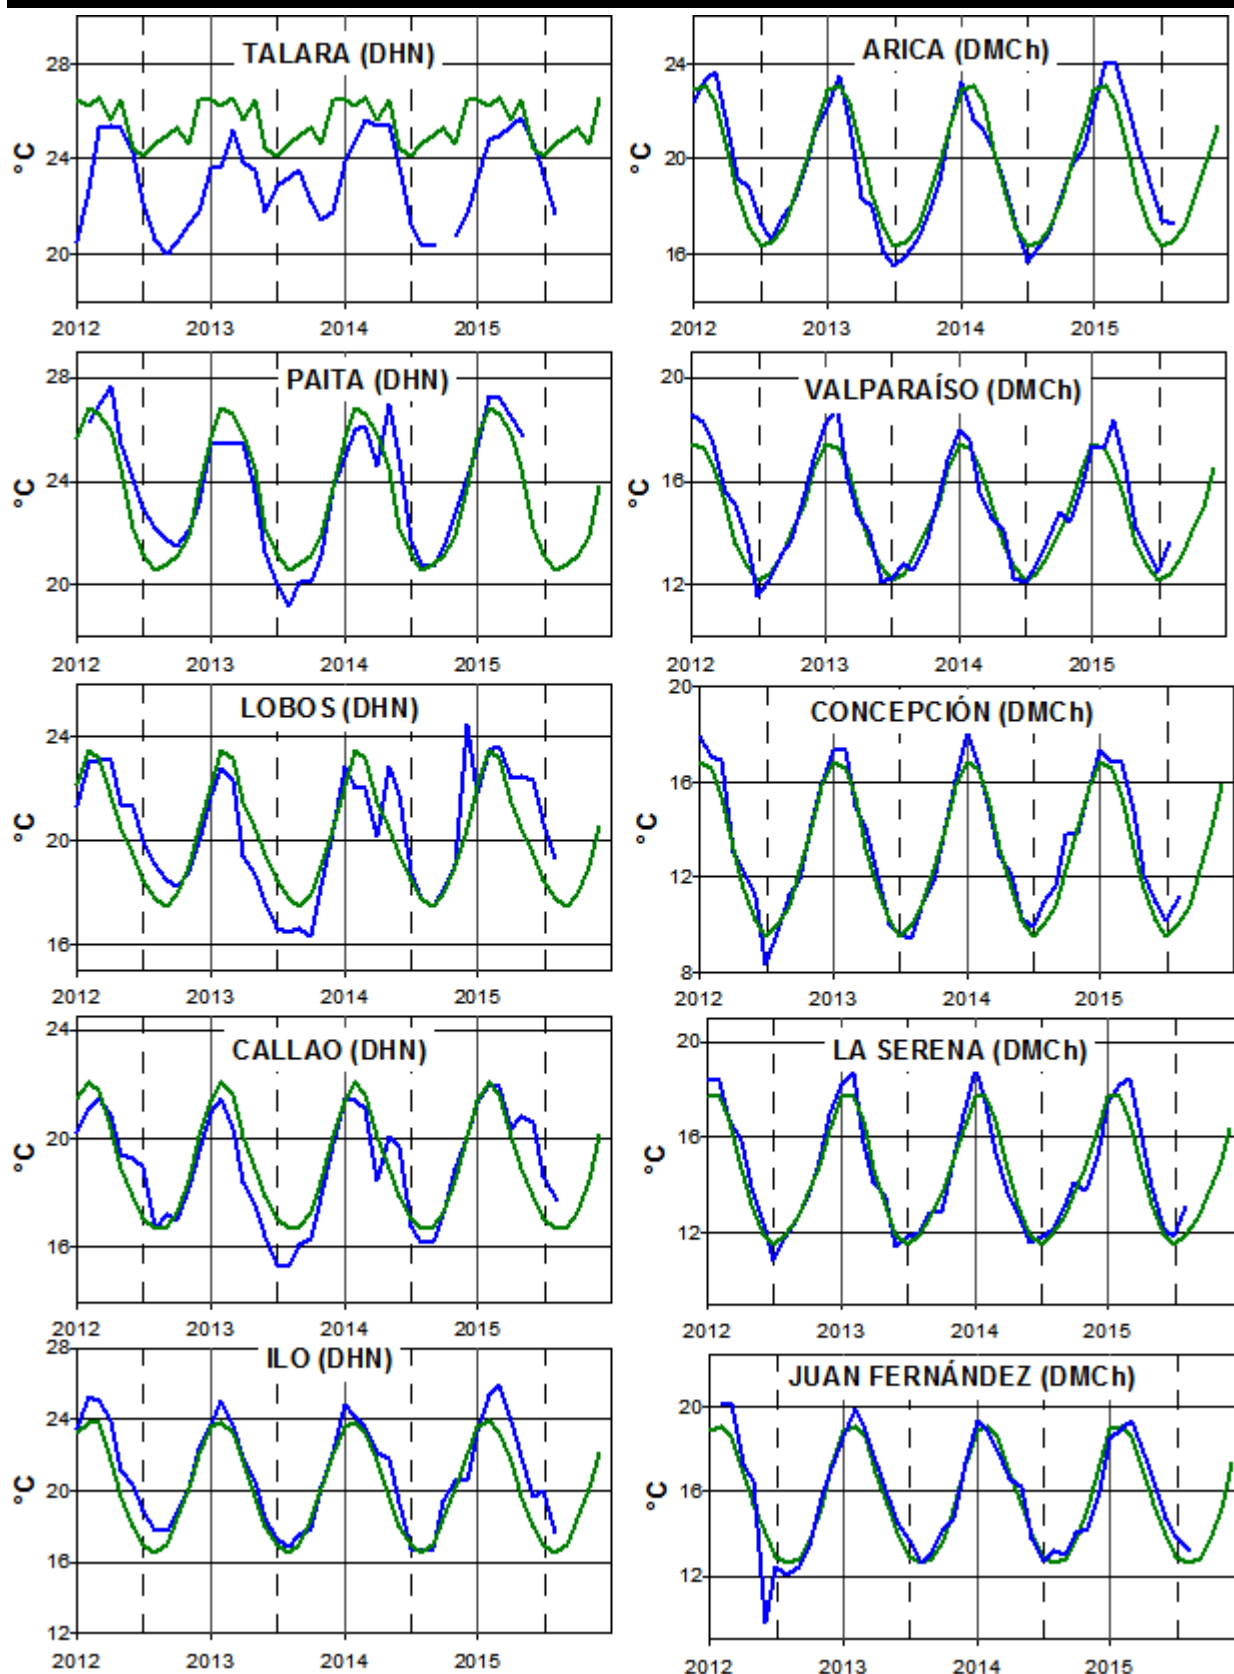 TALARA (DHN)
28
24
20
°C
2012 2013 2014 2015
ARICA (DMCh)
24
20
16
°C
2012 2013 2014 2015
PAITA (DHN)
28
24
20
°C
2012 2013 2014 2015
VALPARAÍSO (DMCh)
20
16
12
°C
2012 2013 2014 2015
LOBOS (DHN)
24
20
16
°C
2012 2013 2014 2015
CONCEPCIÓN (DMCh)
20
16
12
8
°C
2012 2013 2014 2015
CALLAO (DHN)
24
20
16
°C
2012 2013 2014 2015
LA SERENA (DMCh)
20
16
12
°C
2012 2013 2014 2015
ILO (DHN)
28
24
20
16
12
°C
2012 2013 2014 2015
JUAN FERNÁNDEZ (DMCh)
20
16
12
°C
2012 2013 2014 2015